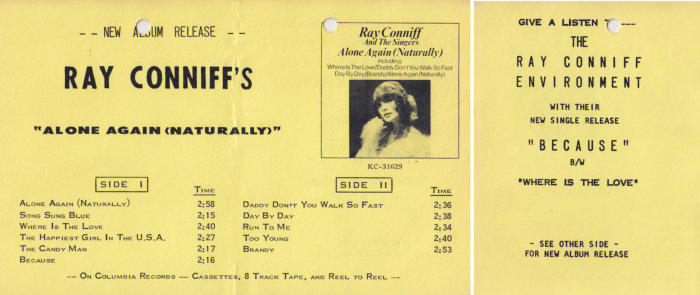 -- NEW ALBUM RELEASE --
RAY CONNIFF'S
"ALONE AGAIN (NATURALLY)"
Ray Conniff
And The Singers
Alone Again (Naturally)
including:
Where Is The Love/Daddy Don't You Walk So Fast
Day By Day/Brandy/Alone Again (Naturally)
KC-31629
SIDE I
TIME
ALONE AGAIN (NATURALLY) 2;58
SONG SUNG BLUE 2;15
WHERE IS THE LOVE 2;40
THE HAPPIEST GIRL IN THE U.S.A. 2;27
THE CANDY MAN 2;17
BECAUSE 2;16
SIDE II
TIME
DADDY DON'T YOU WALK SO FAST 2;36
DAY BY DAY 2;38
RUN TO ME 2;34
TOO YOUNG 2;40
BRANDY 2;53
-- ON COLUMBIA RECORDS -- CASSETTES, 8 TRACK TAPE, AND REEL TO REEL --
GIVE A LISTEN
THE
RAY CONNIFF
ENVIRONMENT
WITH THEIR
NEW SINGLE RELEASE
"BECAUSE"
B/W
"WHERE IS THE LOVE"
- SEE OTHER SIDE -
FOR NEW ALBUM RELEASE